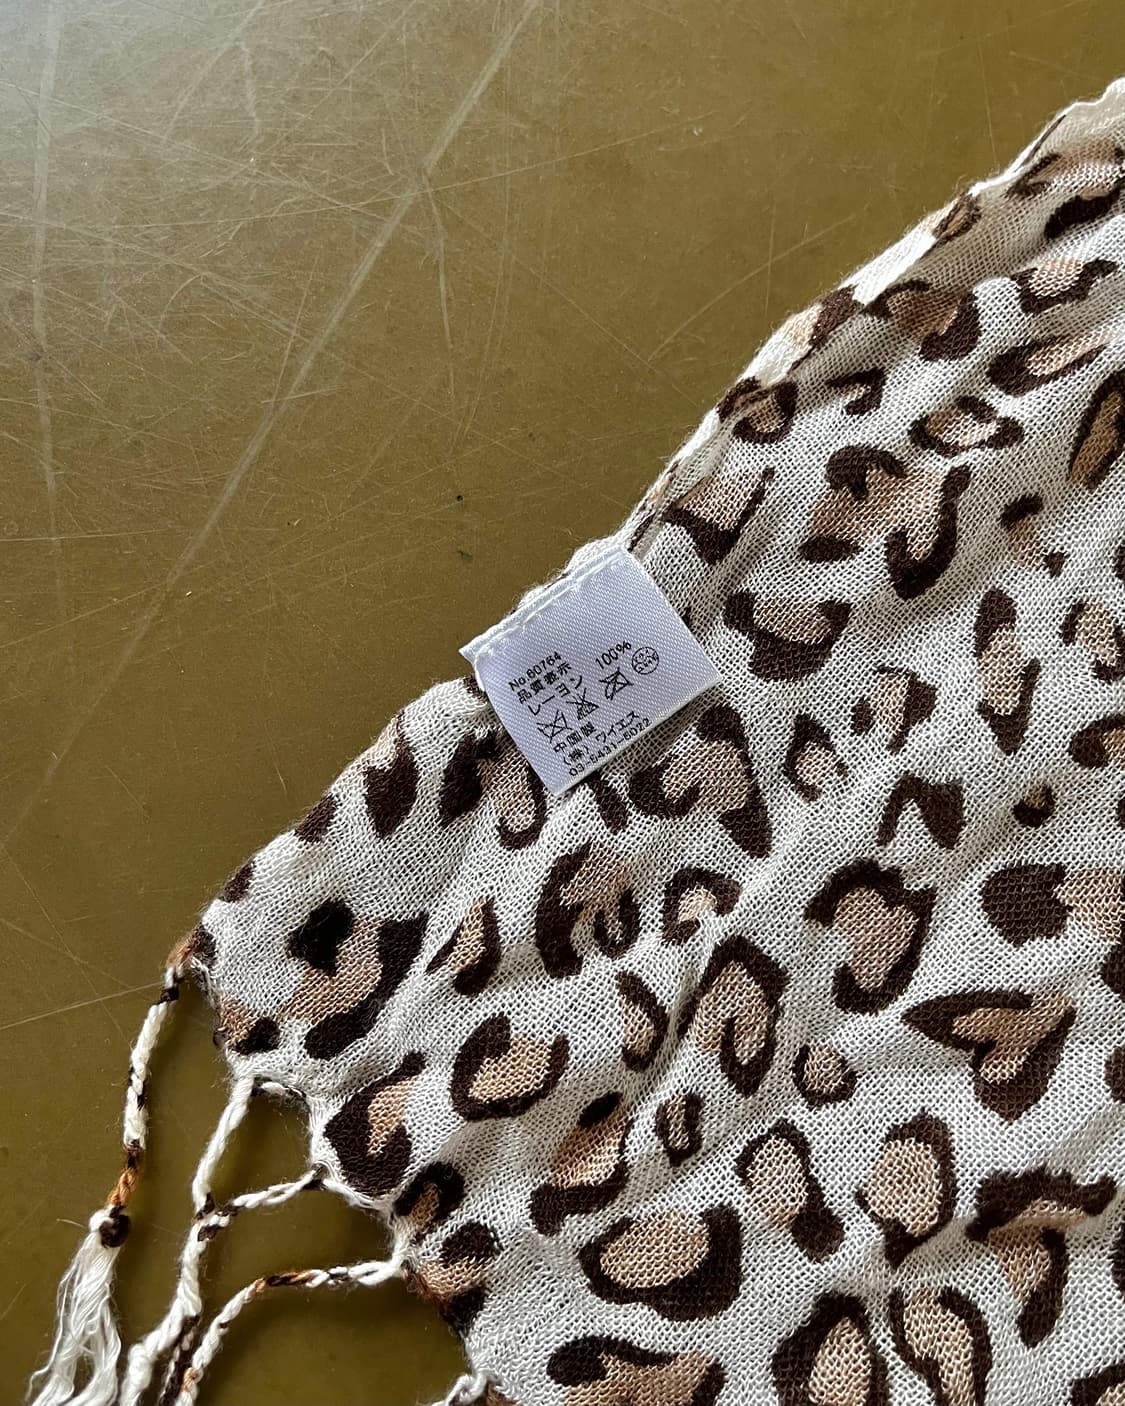 No.90764
品質表示
レーヨン 100%
中国製
(株)ワイエス
03-5431-5022